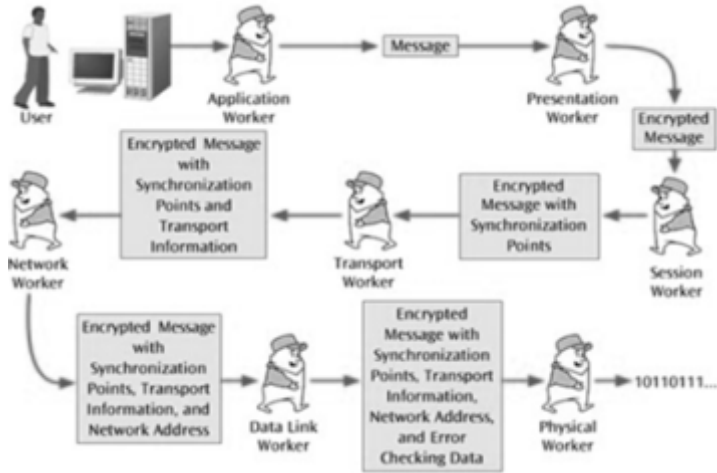 User
Application
Worker
Message
Presentation
Worker
Encrypted
Message
Session
Worker
Encrypted
Message with
Synchronization
Points
Transport
Worker
Encrypted Message
with
Synchronization
Points and
Transport
Information
Network
Worker
Encrypted Message
with
Synchronization
Points, Transport
Information, and
Network Address
Data Link
Worker
Encrypted
Message with
Synchronization
Points, Transport
Information,
Network Address,
and Error
Checking Data
Physical
Worker
10110111...